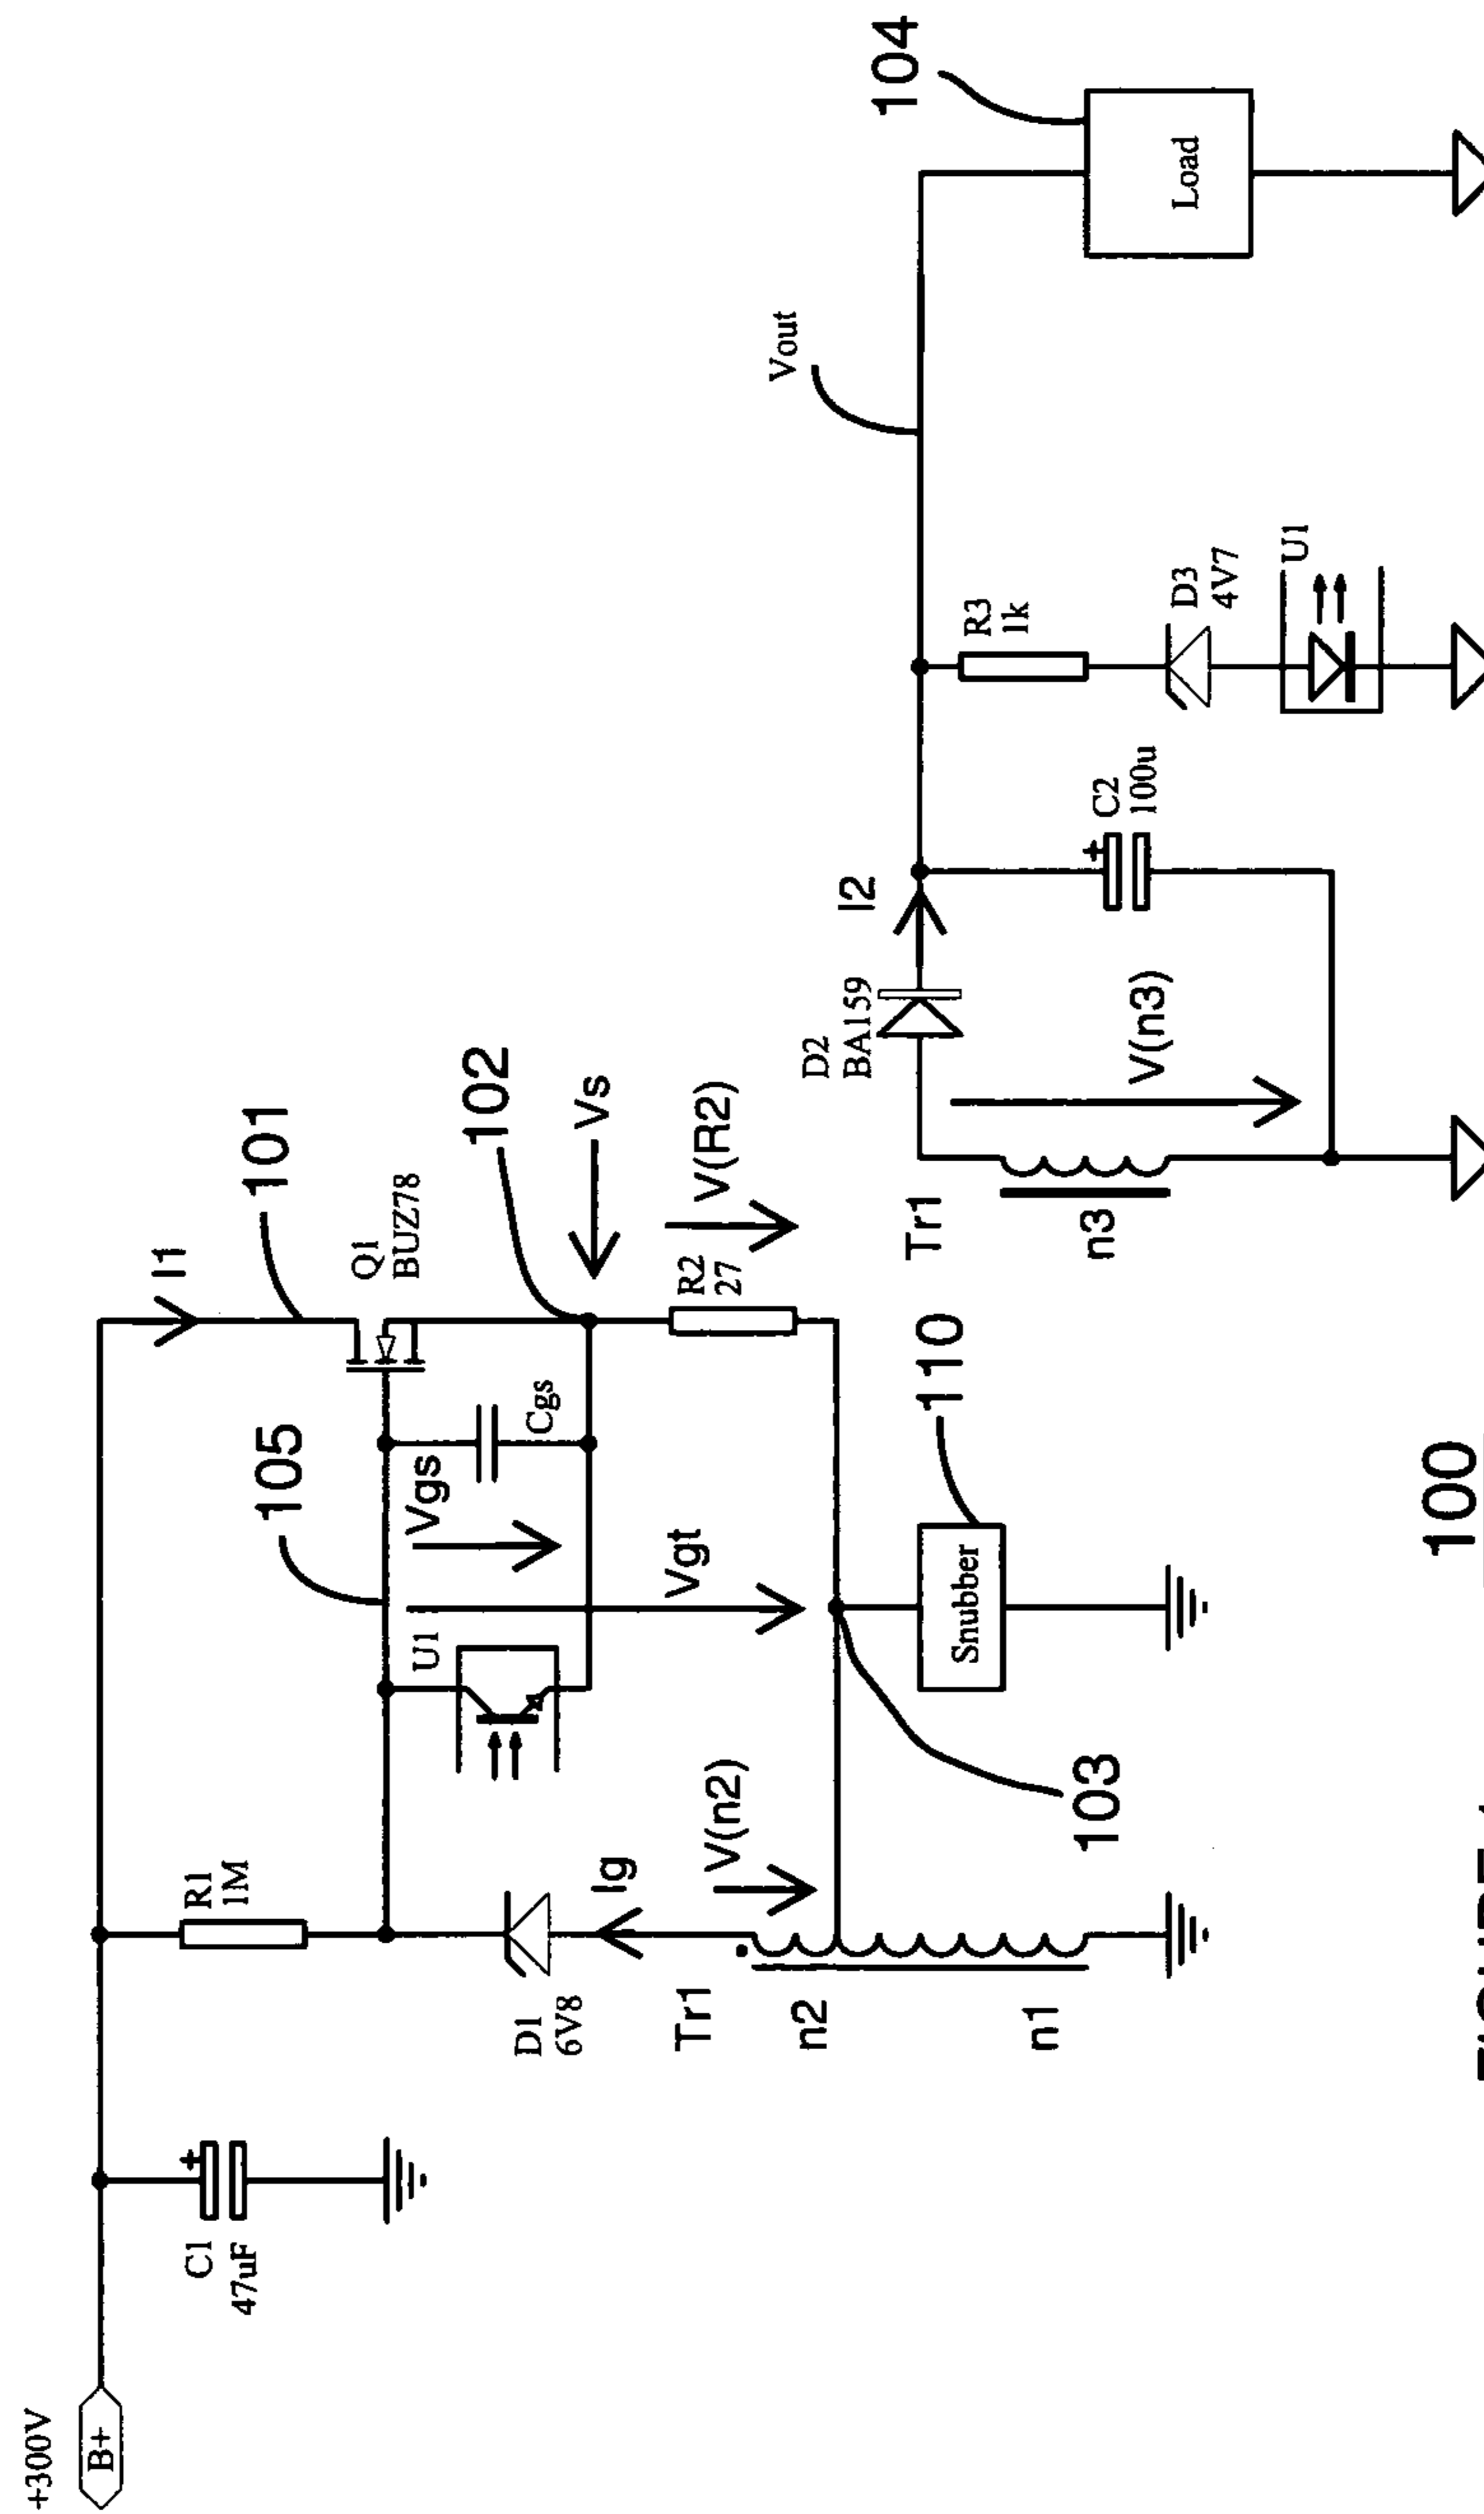 +300V
B+
C1
47uF
R1
1M
D1
6V8
Ig
Tr1
n2
n1
V(n2)
103
U1
105
Vgs
Vgt
Cgs
Snubber
110
I1
101
Q1
BUZ78
102
Vs
R2
27
V(R2)
Tr1
n3
V(n3)
D2
BA159
I2
C2
100u
R3
1k
D3
4V7
U1
Vout
104
Load
100